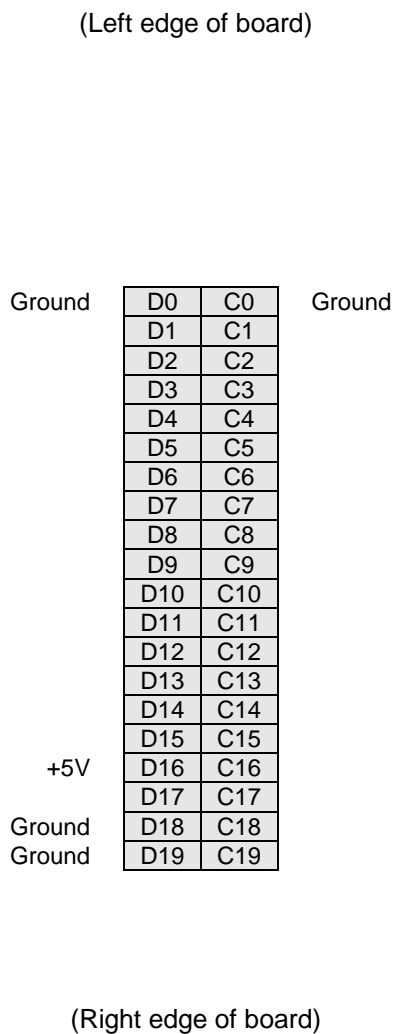 (Left edge of board)
Ground D0 C0 Ground
D1 C1
D2 C2
D3 C3
D4 C4
D5 C5
D6 C6
D7 C7
D8 C8
D9 C9
D10 C10
D11 C11
D12 C12
D13 C13
D14 C14
D15 C15
+5V D16 C16
D17 C17
Ground D18 C18
Ground D19 C19
(Right edge of board)